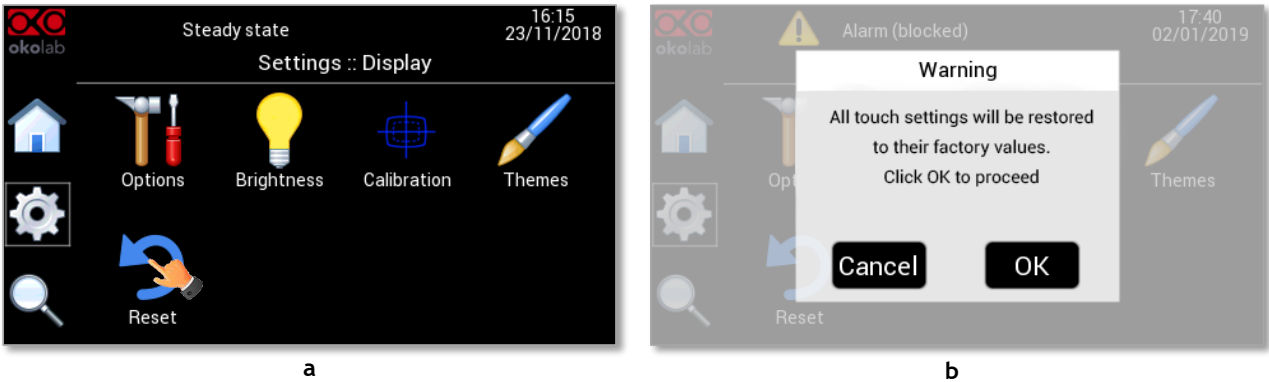 okolab
Steady state
16:15
23/11/2018
Settings :: Display
Options
Brightness
Calibration
Themes
Reset
a
okolab
Alarm (blocked)
17:40
02/01/2019
Warning
All touch settings will be restored
to their factory values.
Click OK to proceed
Opt
Themes
Cancel
OK
Reset
b